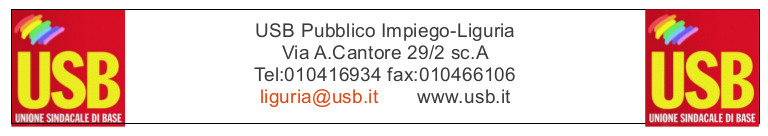 USB
UNIONE SINDACALE DI BASE
USB Pubblico Impiego-Liguria
Via A.Cantore 29/2 sc.A
Tel:010416934 fax:010466106
liguria@usb.it www.usb.it
USB
UNIONE SINDACALE DI BASE